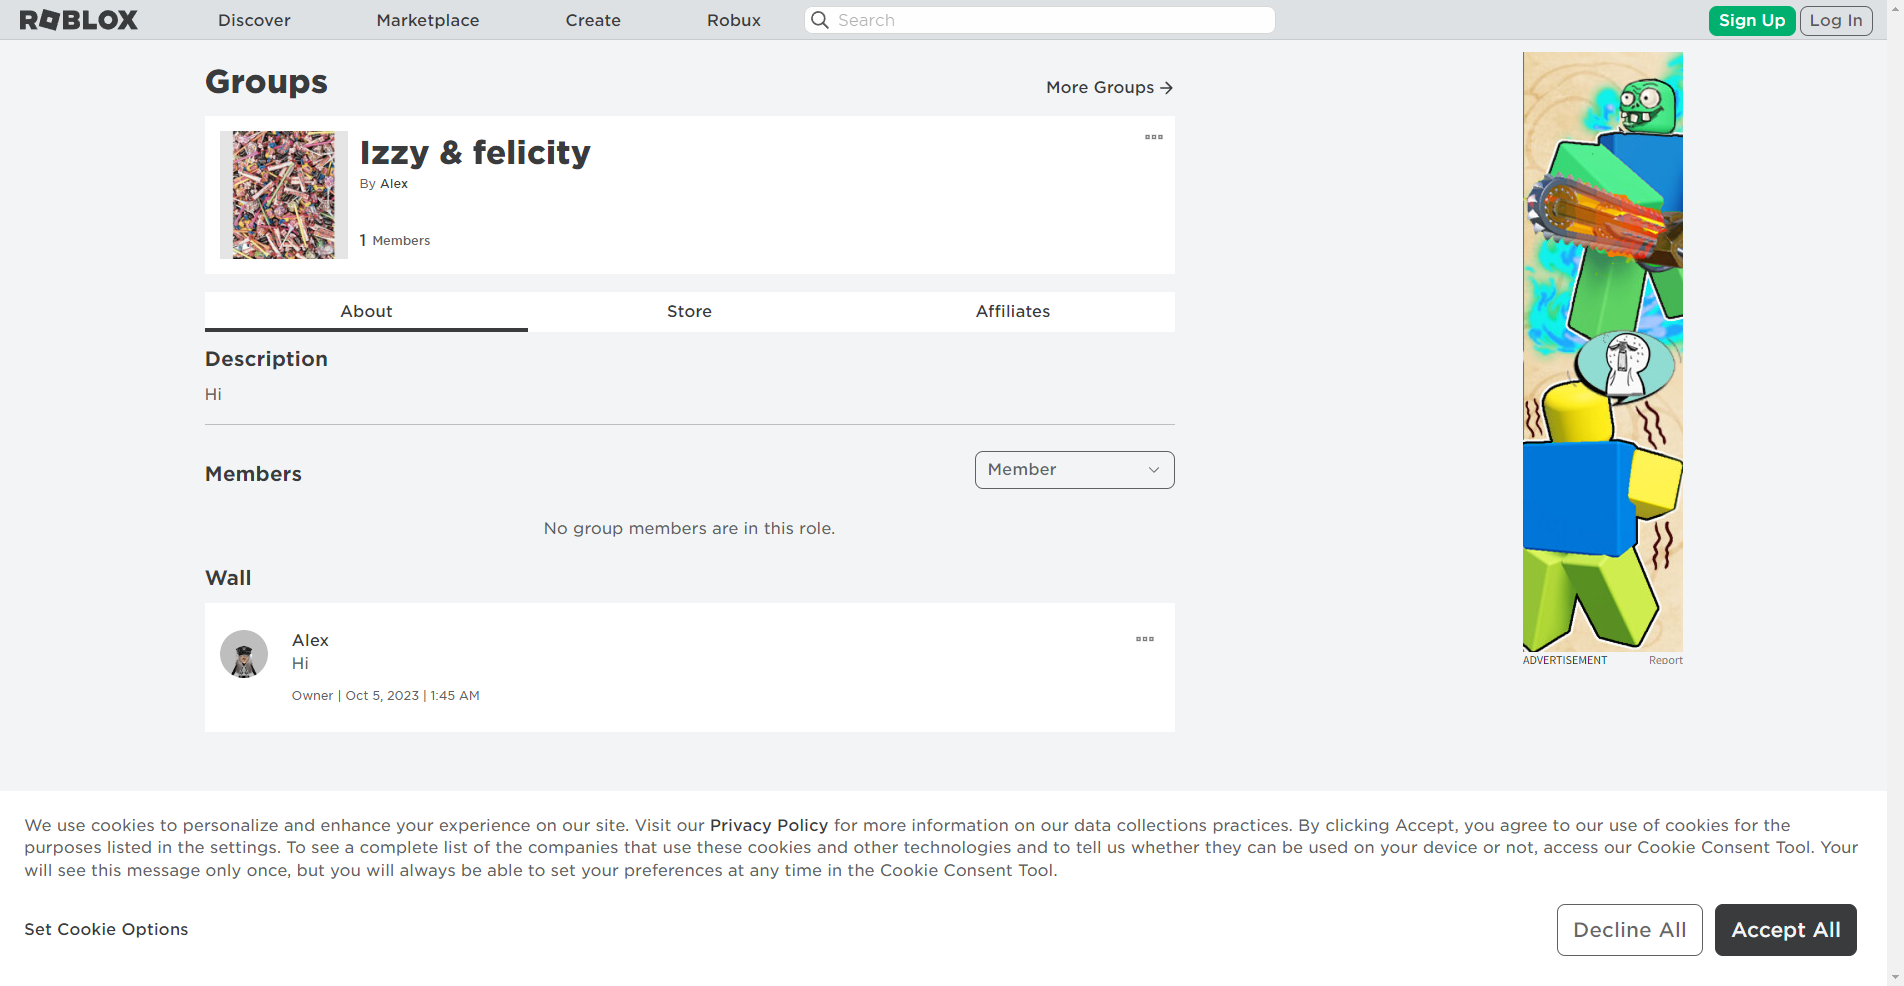 ROBLOX
Discover
Marketplace
Create
Robux
Search
Sign Up
Log In
Groups
More Groups
Izzy & felicity
By Alex
1 Members
About
Store
Affiliates
Description
Hi
Members
Member
No group members are in this role.
Wall
Alex
Hi
Owner | Oct 5, 2023 | 1:45 AM
ADVERTISEMENT
Report
We use cookies to personalize and enhance your experience on our site. Visit our Privacy Policy for more information on our data collections practices. By clicking Accept, you agree to our use of cookies for the
purposes listed in the settings. To see a complete list of the companies that use these cookies and other technologies and to tell us whether they can be used on your device or not, access our Cookie Consent Tool. Your
will see this message only once, but you will always be able to set your preferences at any time in the Cookie Consent Tool.
Set Cookie Options
Decline All
Accept All